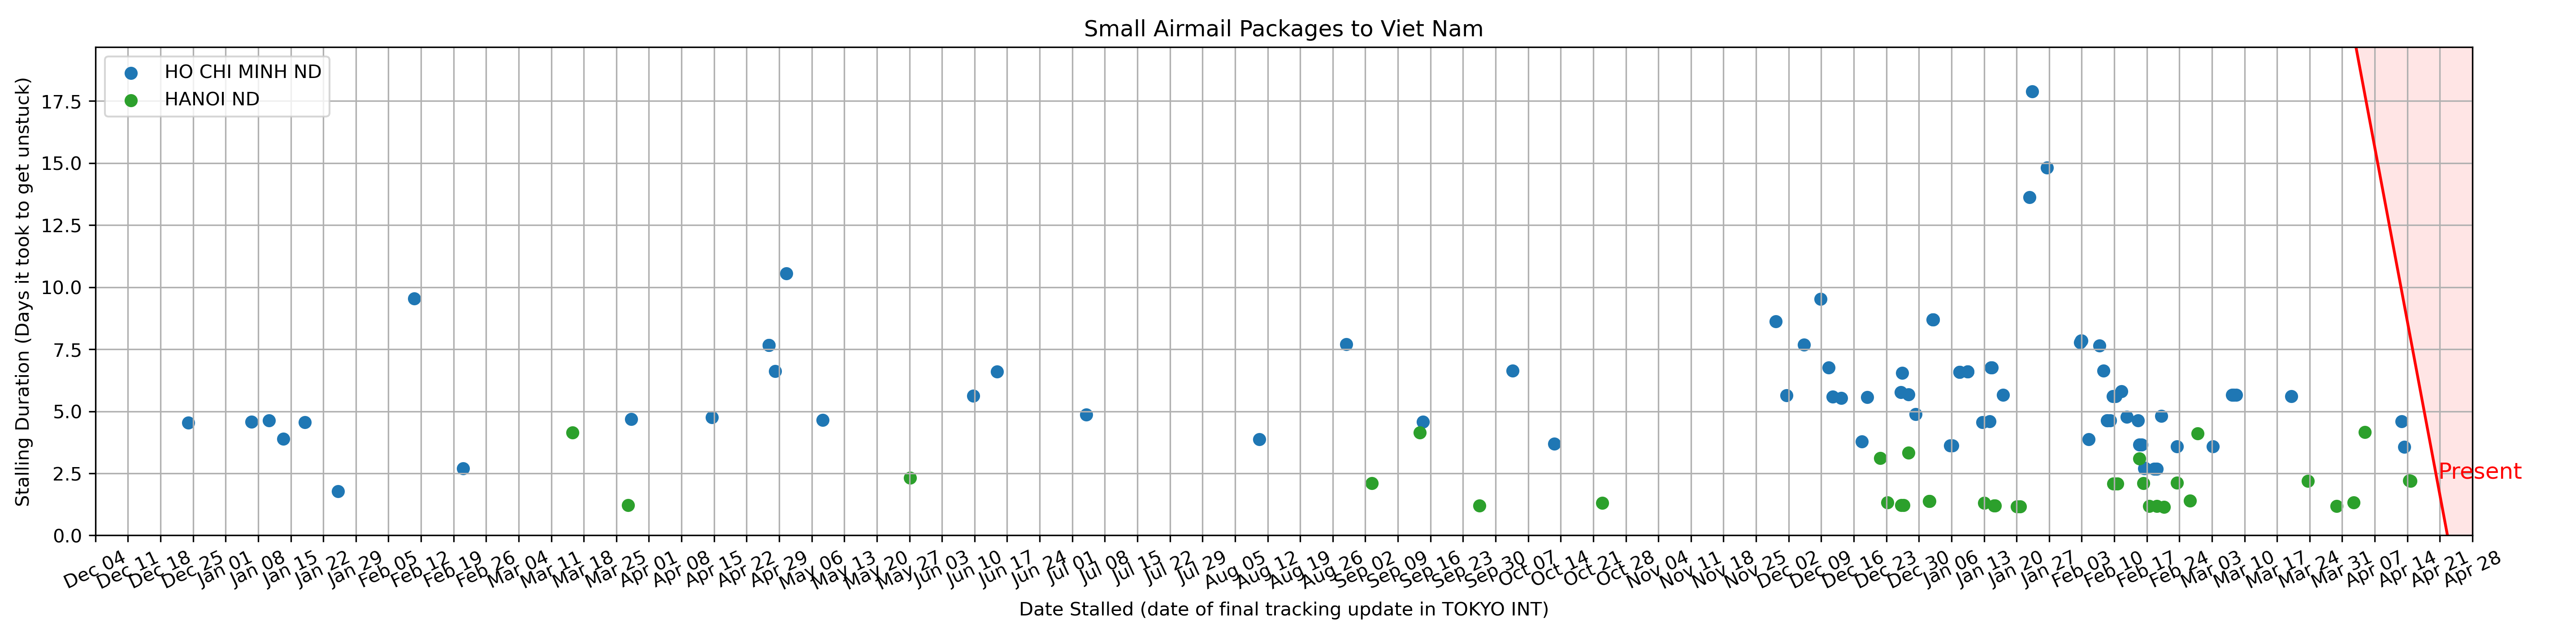 Small Airmail Packages to Viet Nam
HO CHI MINH ND
HANOI ND
Stalling Duration (Days it took to get unstuck)
17.5
15.0
12.5
10.0
7.5
5.0
2.5
0.0
Present
Dec 04
Dec 11
Dec 18
Dec 25
Jan 01
Jan 08
Jan 15
Jan 22
Jan 29
Feb 05
Feb 12
Feb 19
Feb 26
Mar 04
Mar 11
Mar 18
Mar 25
Apr 01
Apr 08
Apr 15
Apr 22
Apr 29
May 06
May 13
May 20
May 27
Jun 03
Jun 10
Jun 17
Jun 24
Jul 01
Jul 08
Jul 15
Jul 22
Jul 29
Aug 05
Aug 12
Aug 19
Aug 26
Sep 02
Sep 09
Sep 16
Sep 23
Sep 30
Oct 07
Oct 14
Oct 21
Oct 28
Nov 04
Nov 11
Nov 18
Nov 25
Dec 02
Dec 09
Dec 16
Dec 23
Dec 30
Jan 06
Jan 13
Jan 20
Jan 27
Feb 03
Feb 10
Feb 17
Feb 24
Mar 03
Mar 10
Mar 17
Mar 24
Mar 31
Apr 07
Apr 14
Apr 21
Apr 28
Date Stalled (date of final tracking update in TOKYO INT)